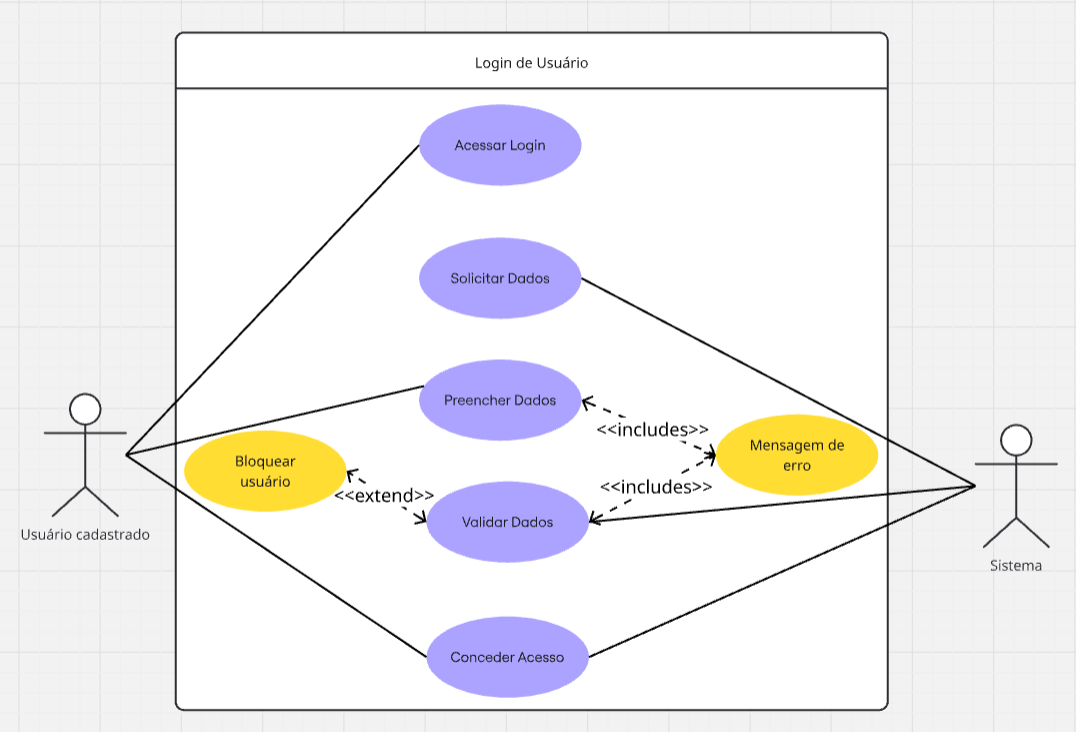 Login de Usuário
Acessar Login
Solicitar Dados
Preencher Dados
<<includes>>
Mensagem de
erro
Bloquear
usuário
<<extend>>
<<includes>>
Validar Dados
Usuário cadastrado
Sistema
Conceder Acesso